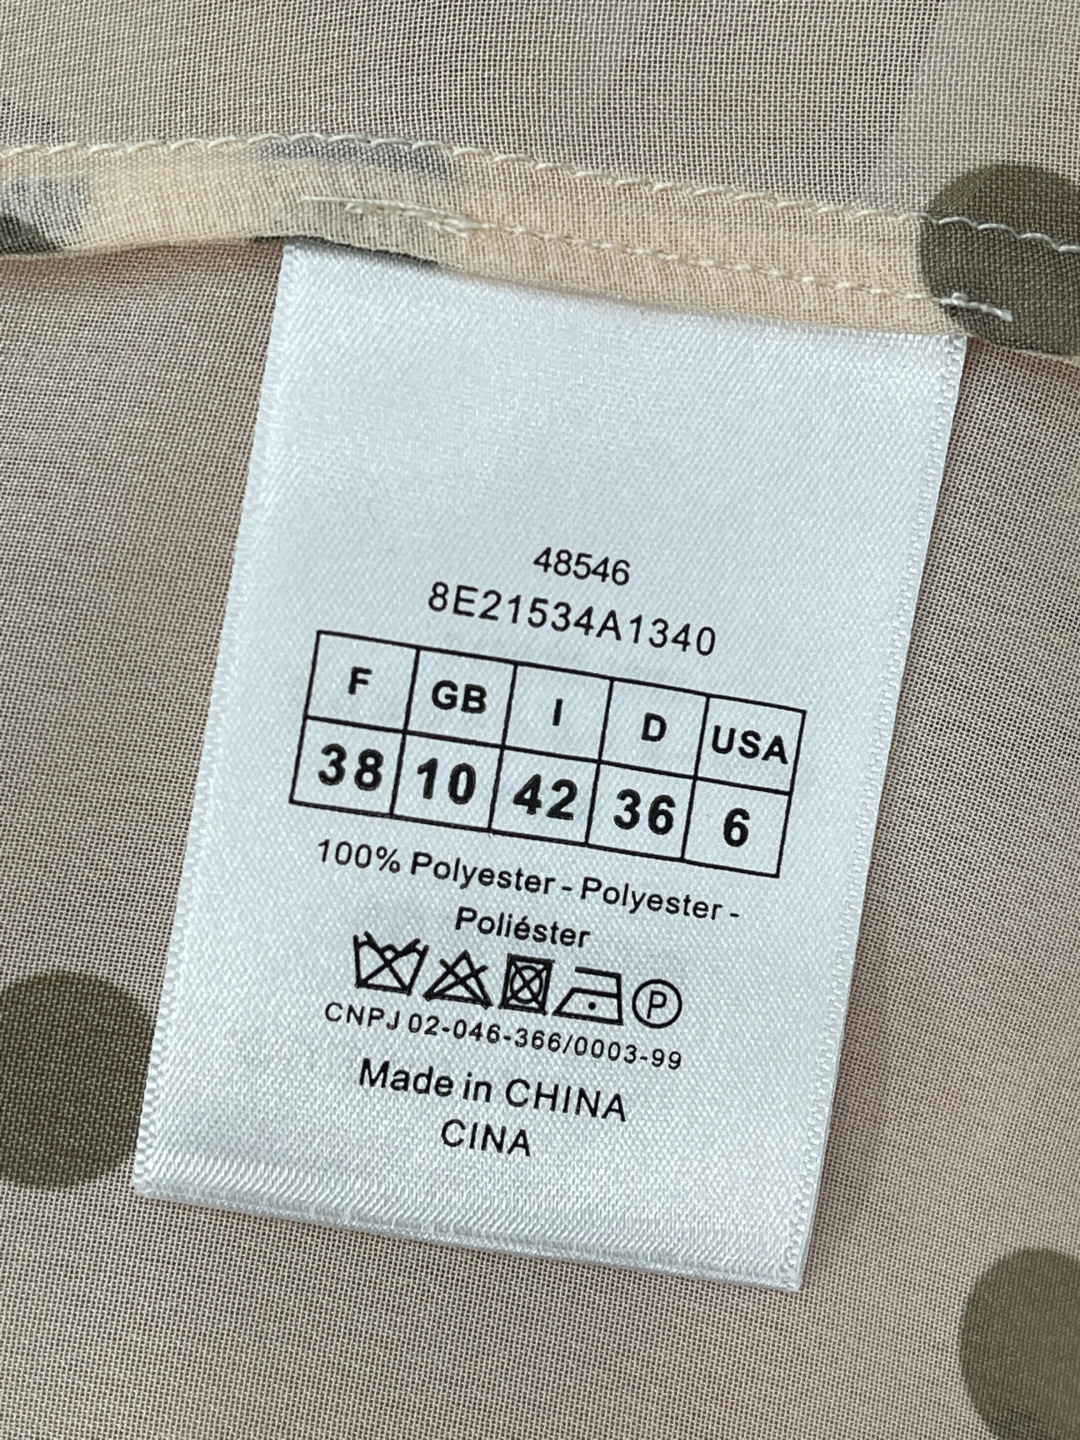 48546
8E21534A1340
F GB I D USA
38 10 42 36 6
100% Polyester - Polyester -
Poliéster
P
CNPJ 02-046-366/0003-99
Made in CHINA
CINA